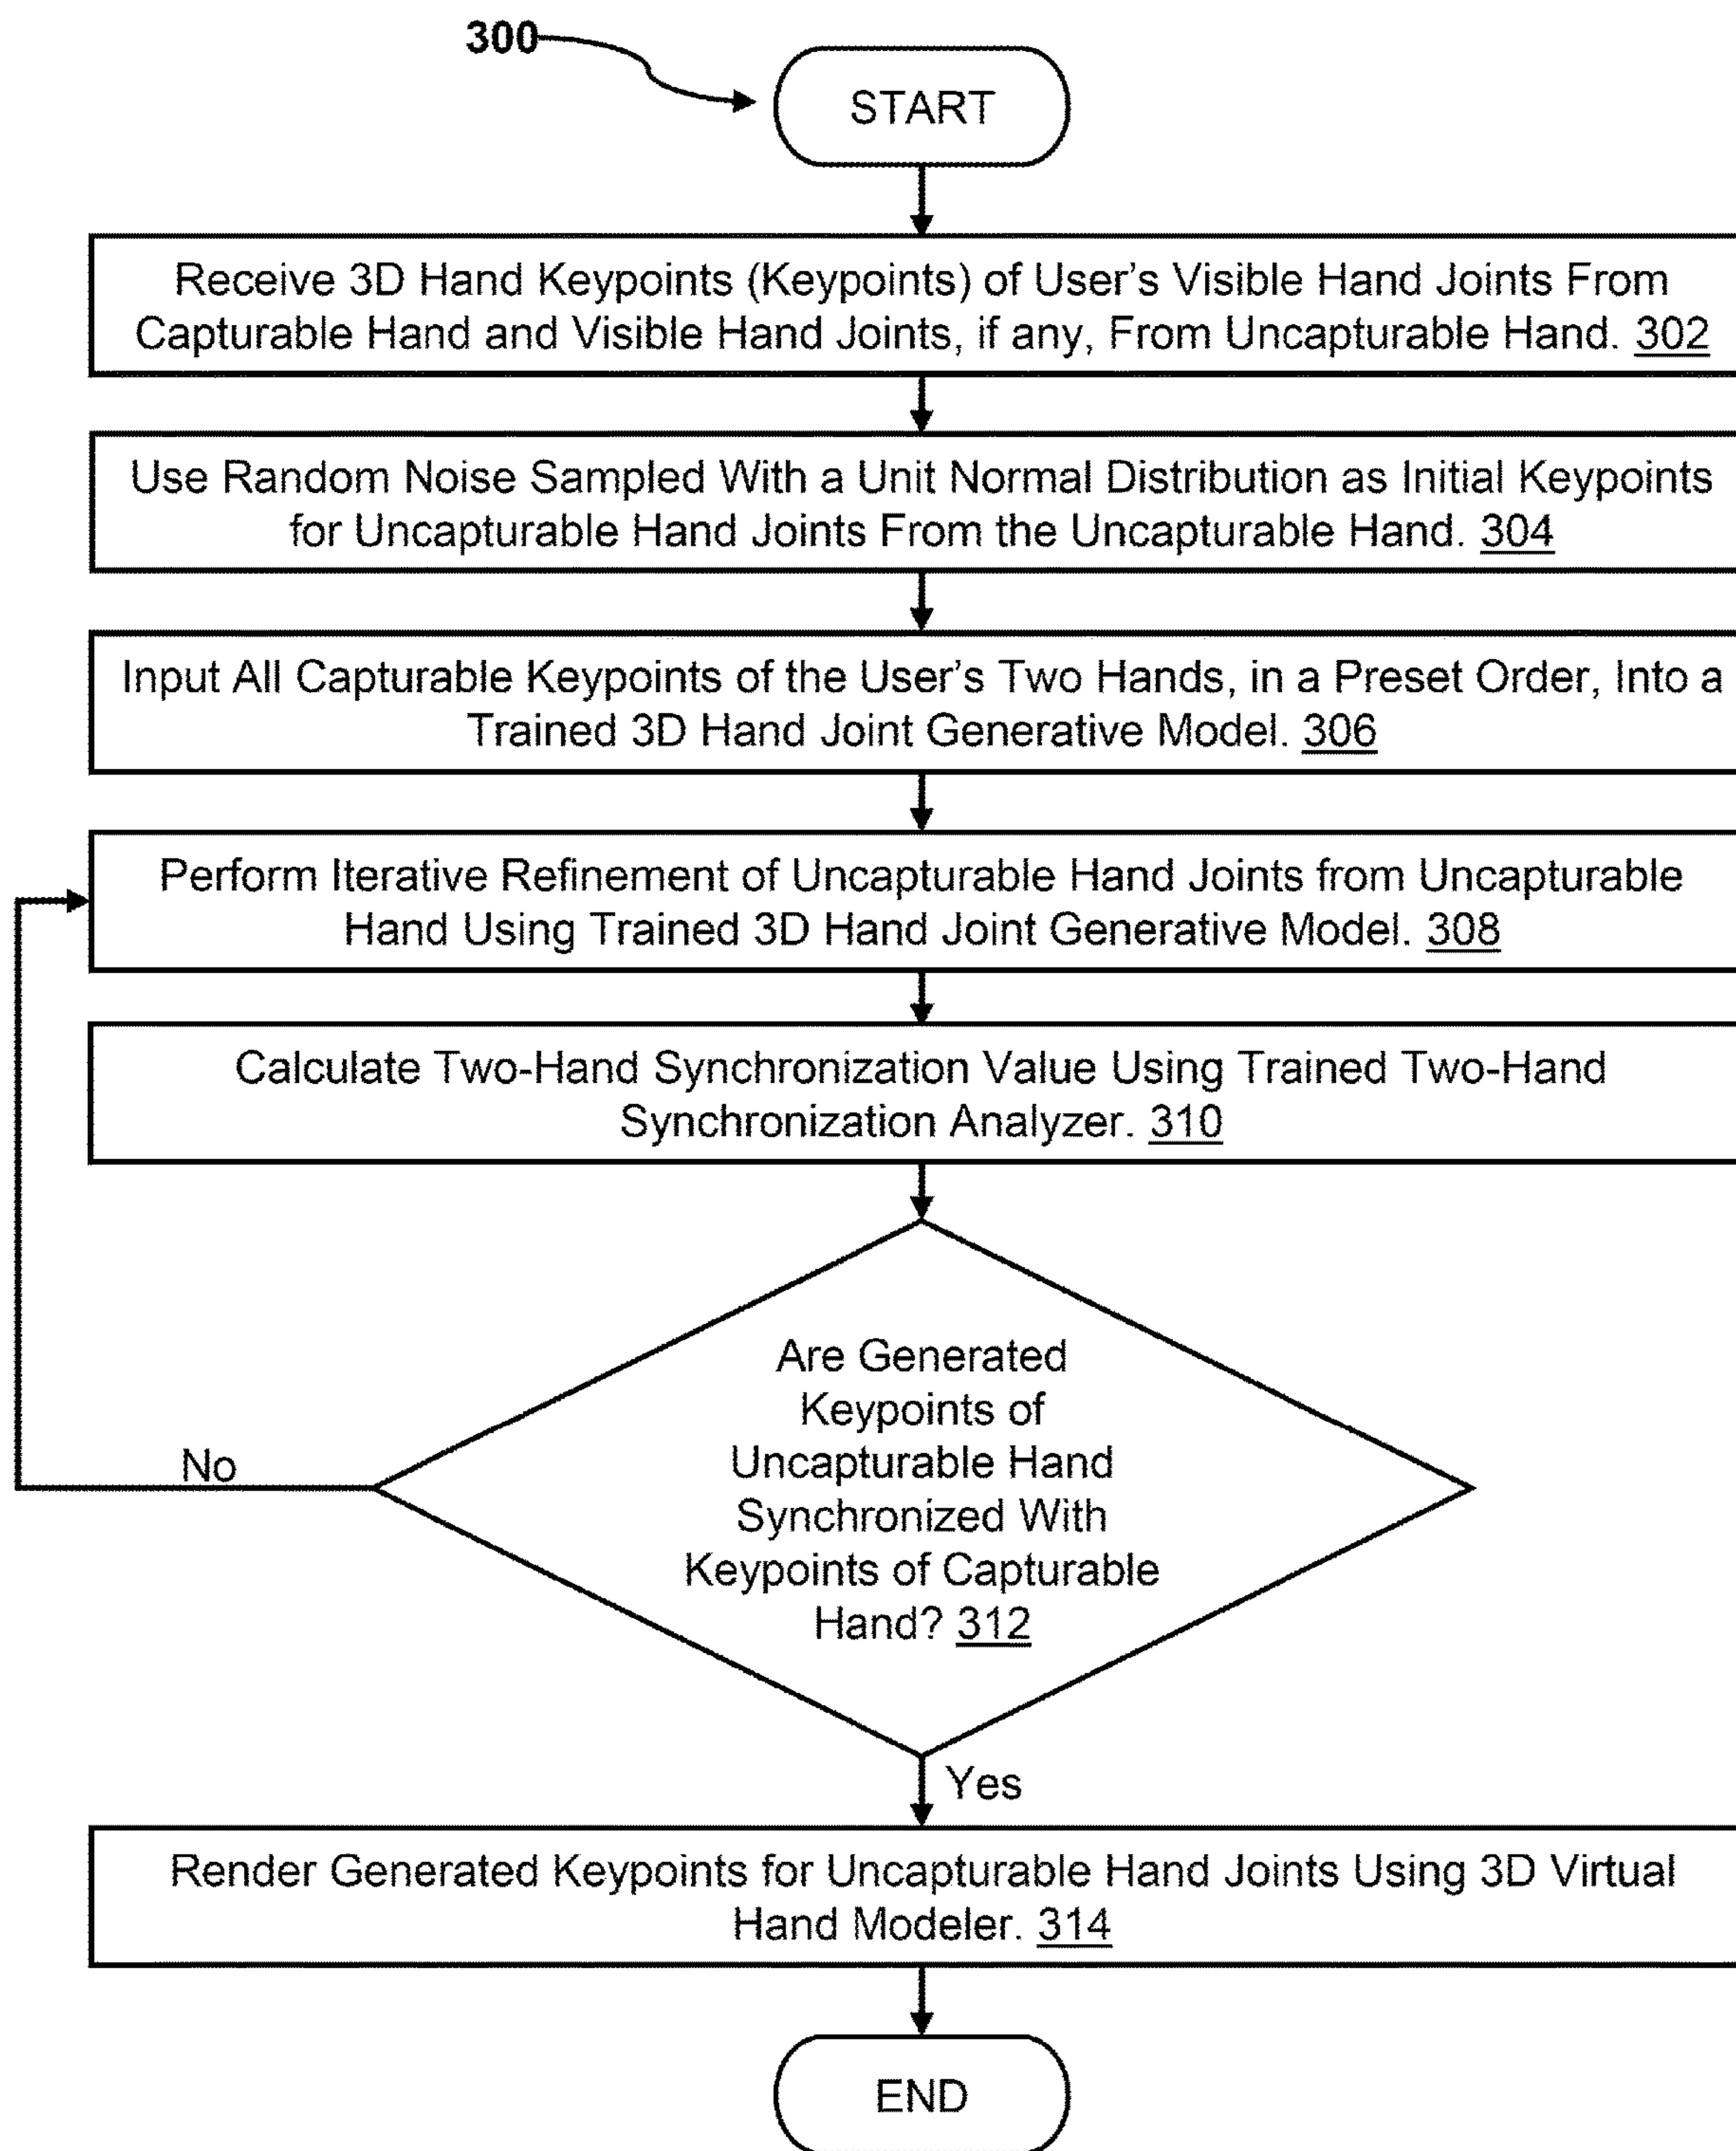 300
START
Receive 3D Hand Keypoints (Keypoints) of User's Visible Hand Joints From
Capturable Hand and Visible Hand Joints, if any, From Uncapturable Hand. 302
Use Random Noise Sampled With a Unit Normal Distribution as Initial Keypoints
for Uncapturable Hand Joints From the Uncapturable Hand. 304
Input All Capturable Keypoints of the User's Two Hands, in a Preset Order, Into a
Trained 3D Hand Joint Generative Model. 306
Perform Iterative Refinement of Uncapturable Hand Joints from Uncapturable
Hand Using Trained 3D Hand Joint Generative Model. 308
Calculate Two-Hand Synchronization Value Using Trained Two-Hand
Synchronization Analyzer. 310
Are Generated
Keypoints of
Uncapturable Hand
Synchronized With
Keypoints of Capturable
Hand? 312
No
Yes
Render Generated Keypoints for Uncapturable Hand Joints Using 3D Virtual
Hand Modeler. 314
END